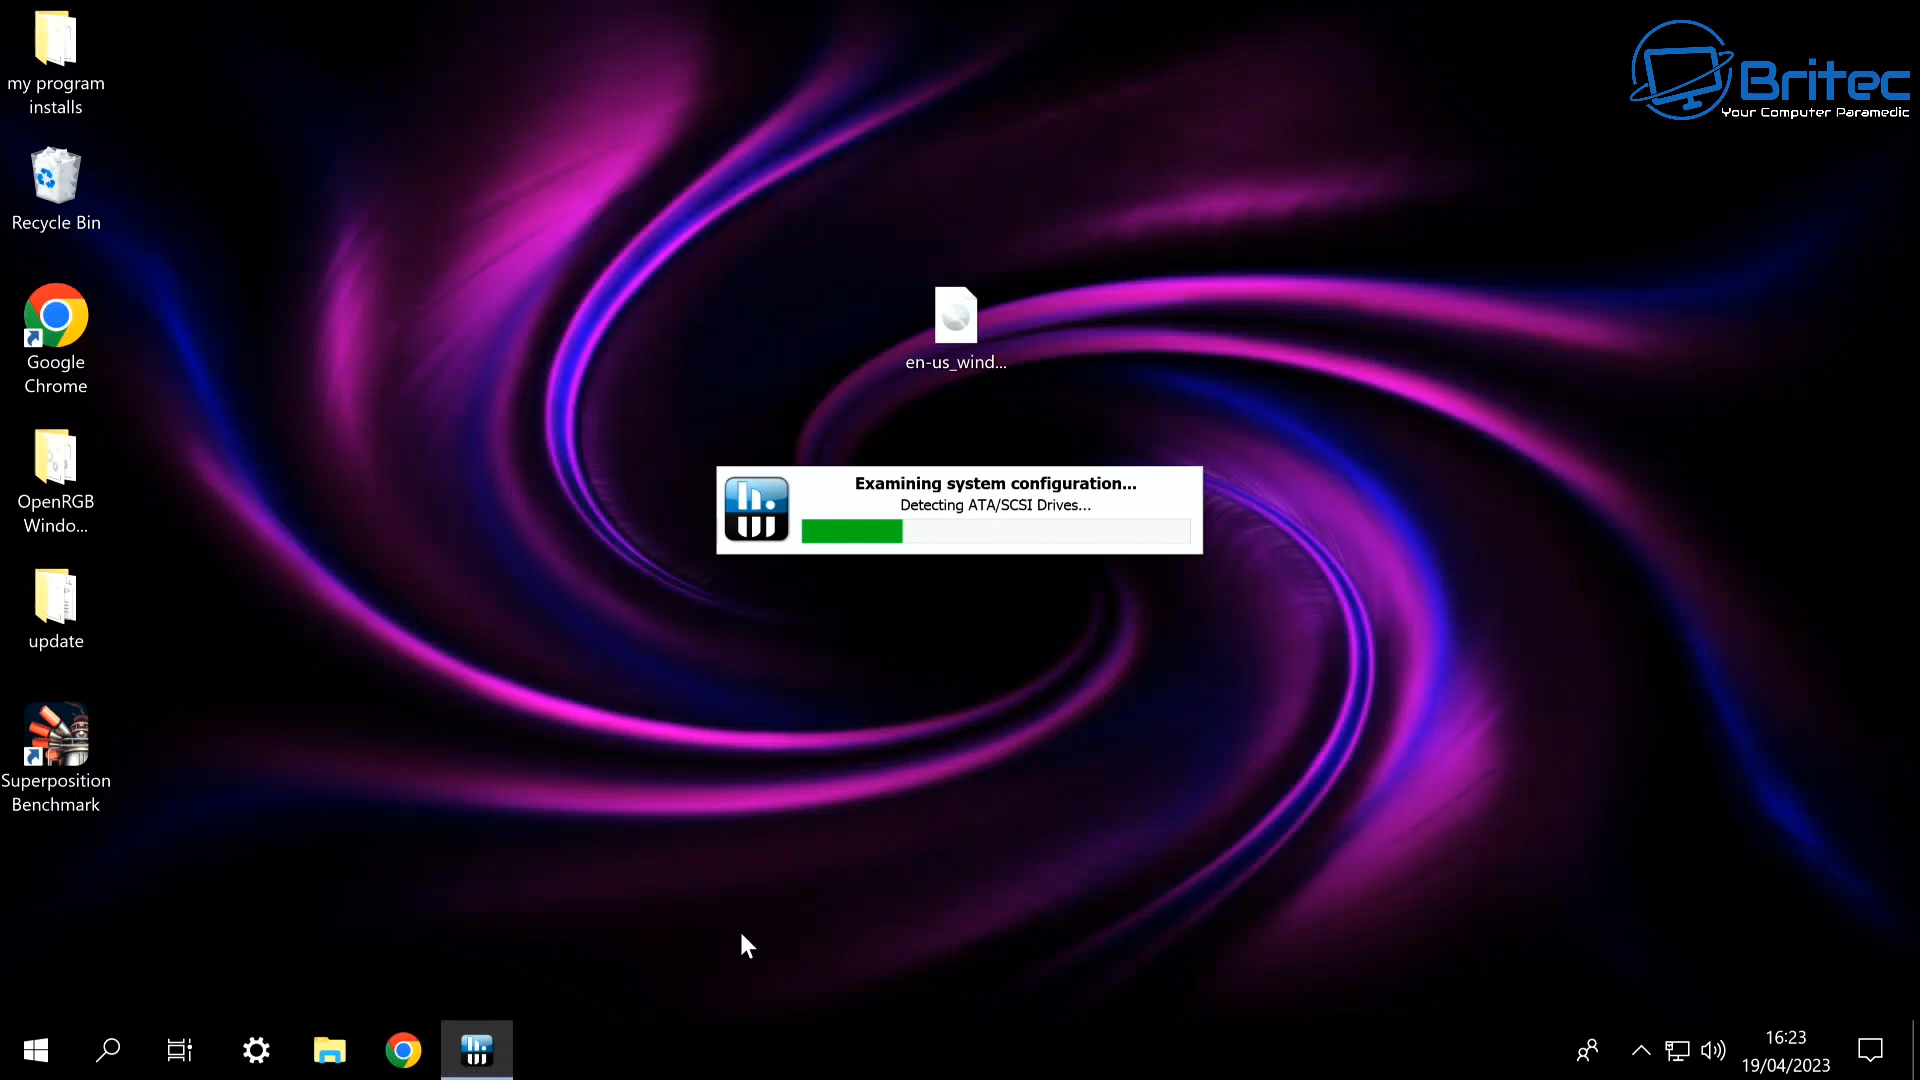 my program
installs
Recycle Bin
Google
Chrome
OpenRGB
Windo...
update
Superposition
Benchmark
en-us_wind...
Examining system configuration...
Detecting ATA/SCSI Drives...
Britec
Your Computer Paramedic
16:23
19/04/2023